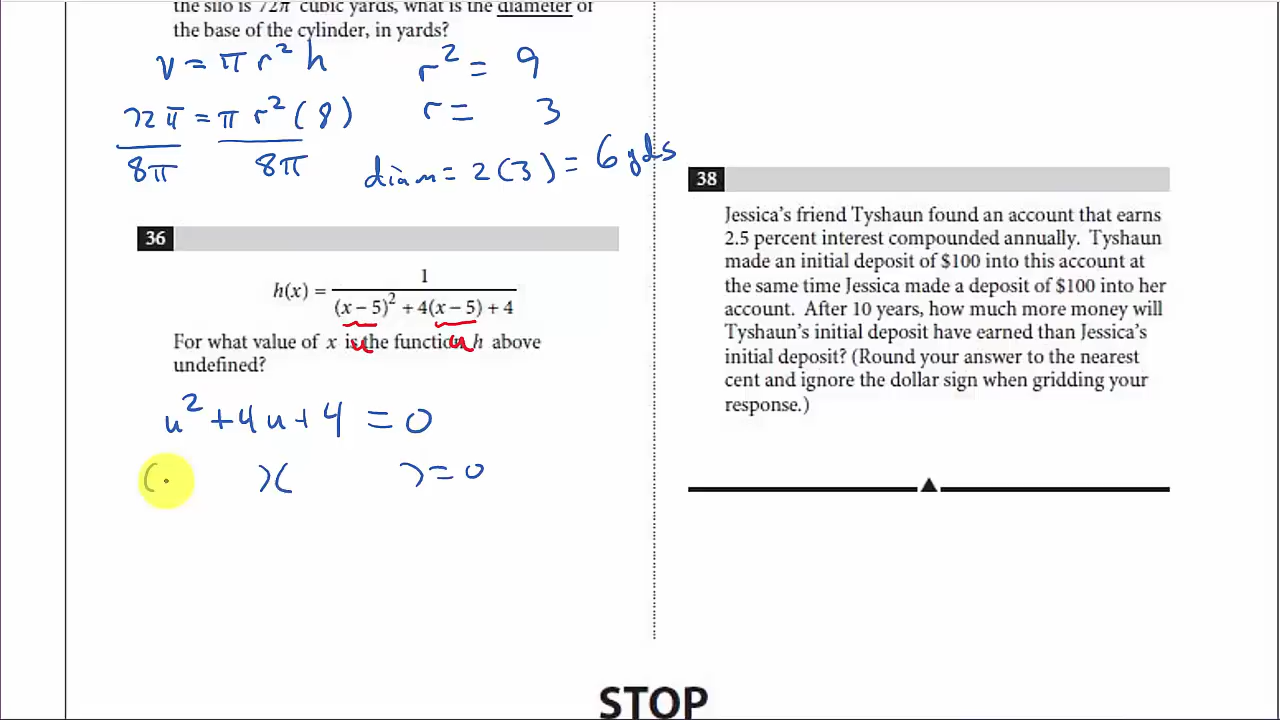 the silo is 72π cubic yards, what is the diameter of
the base of the cylinder, in yards?
v = π r² h
72π = π r² (8)
8π 8π
r² = 9
r = 3
diam = 2(3) = 6 yds
36
h(x) = 1 / (x − 5)² + 4(x − 5) + 4
u u
For what value of x is the function h above
undefined?
u² + 4u + 4 = 0
( )( ) = 0
38
Jessica's friend Tyshaun found an account that earns
2.5 percent interest compounded annually. Tyshaun
made an initial deposit of $100 into this account at
the same time Jessica made a deposit of $100 into her
account. After 10 years, how much more money will
Tyshaun's initial deposit have earned than Jessica's
initial deposit? (Round your answer to the nearest
cent and ignore the dollar sign when gridding your
response.)
STOP